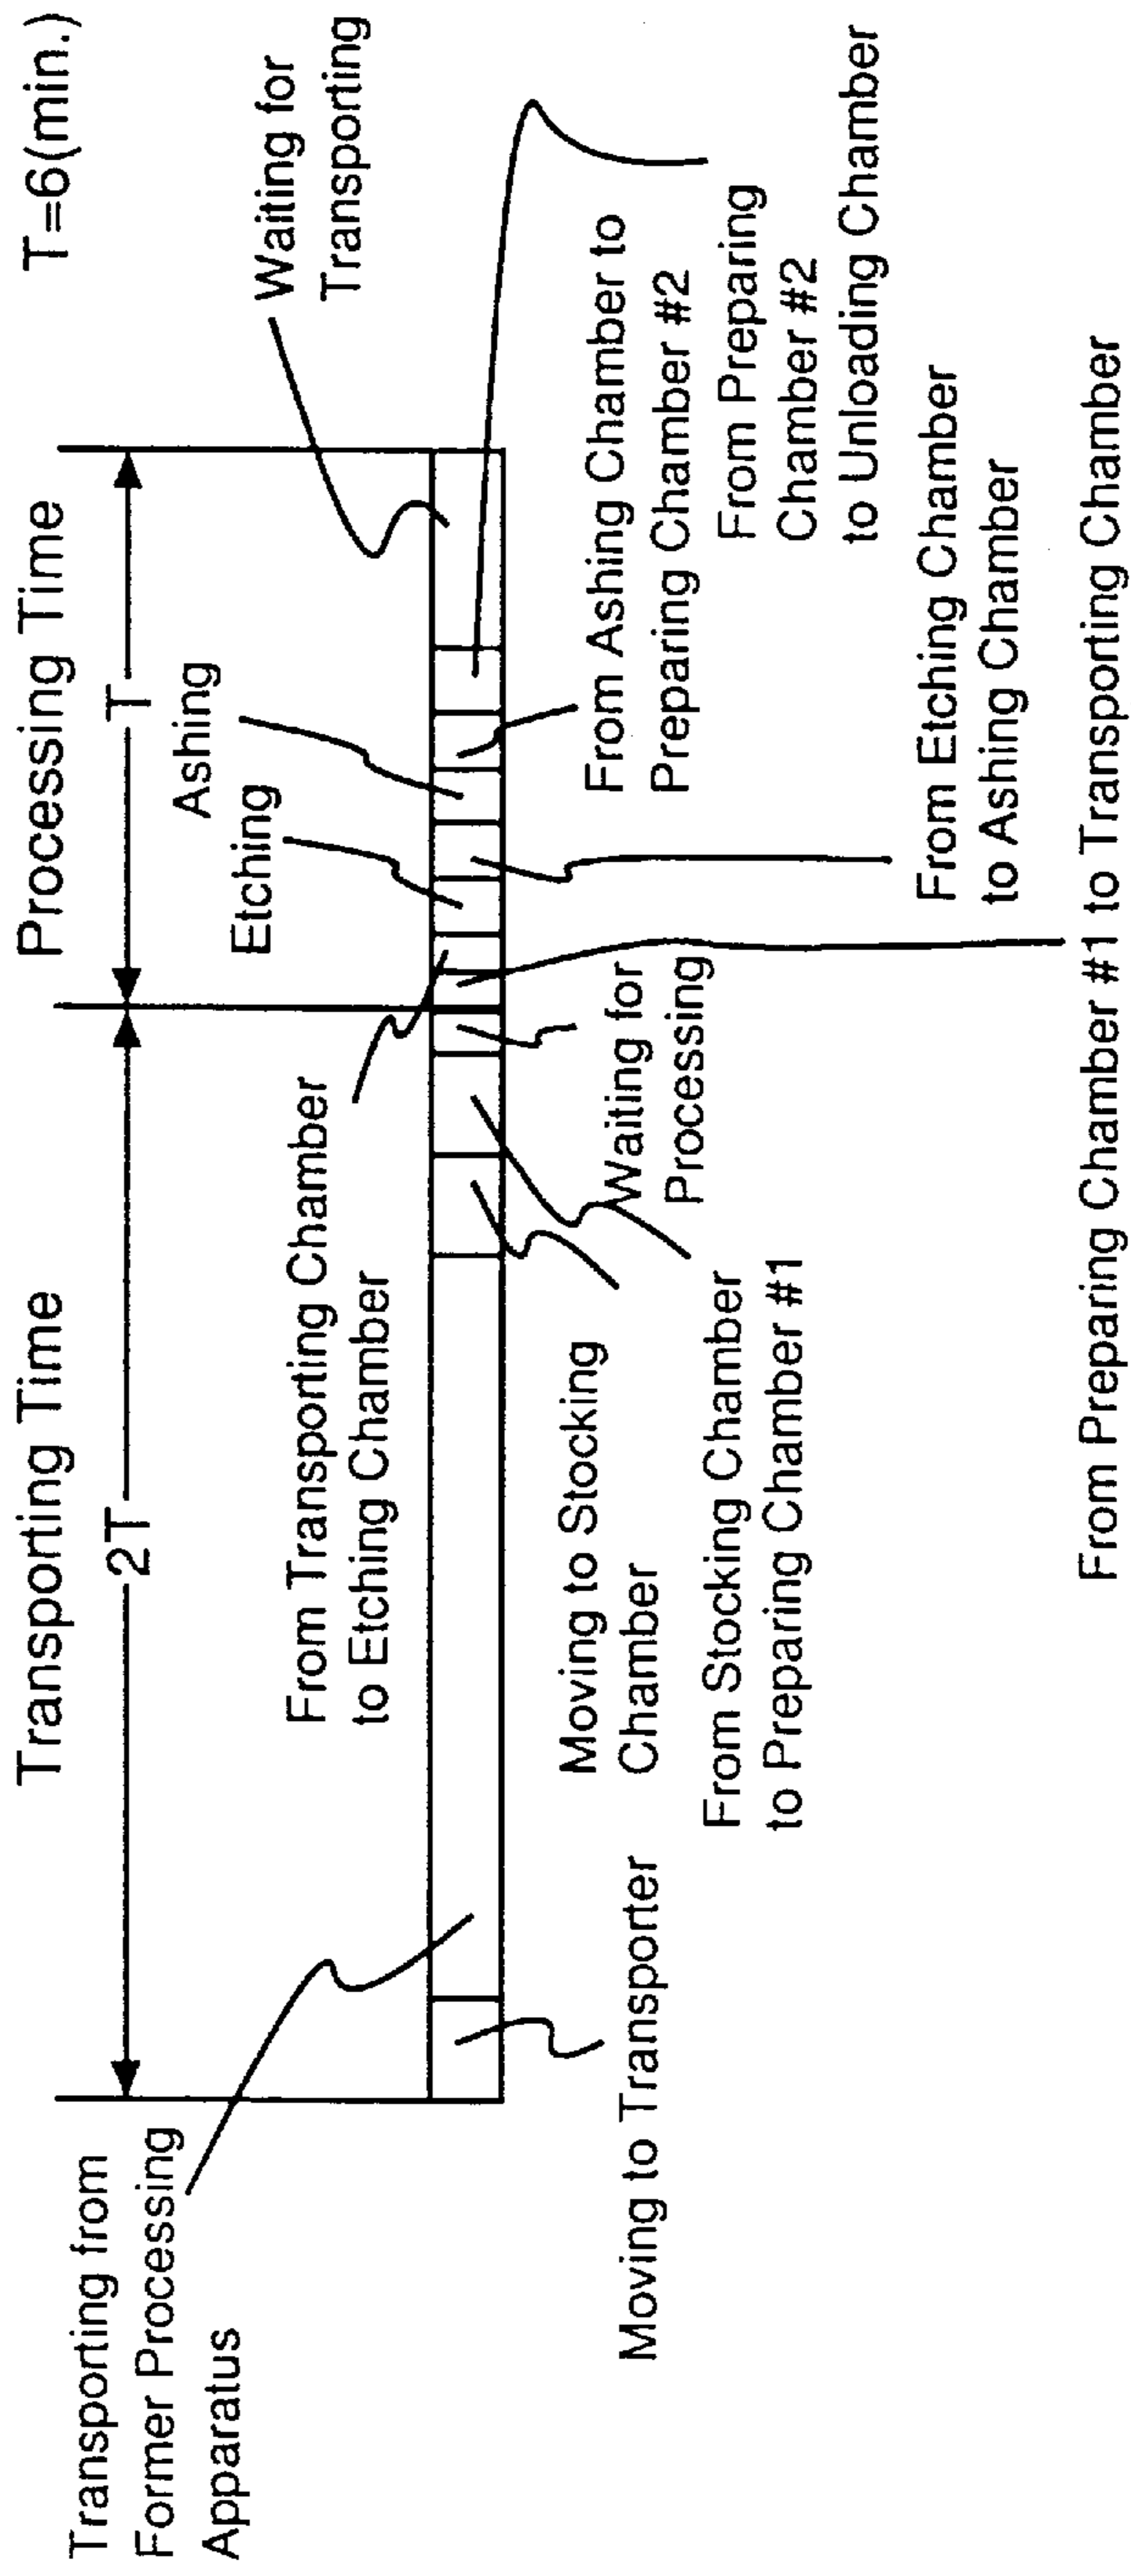 T=6(min.)
Transporting Time
Processing Time
2T
T
Transporting from
Former Processing
Apparatus
From Transporting Chamber
to Etching Chamber
Etching
Ashing
Waiting for
Transporting
Moving to Transporter
Moving to Stocking
Chamber
From Stocking Chamber
to Preparing Chamber #1
Waiting for
Processing
From Ashing Chamber to
Preparing Chamber #2
From Preparing
Chamber #2
to Unloading Chamber
From Etching Chamber
to Ashing Chamber
From Preparing Chamber #1 to Transporting Chamber